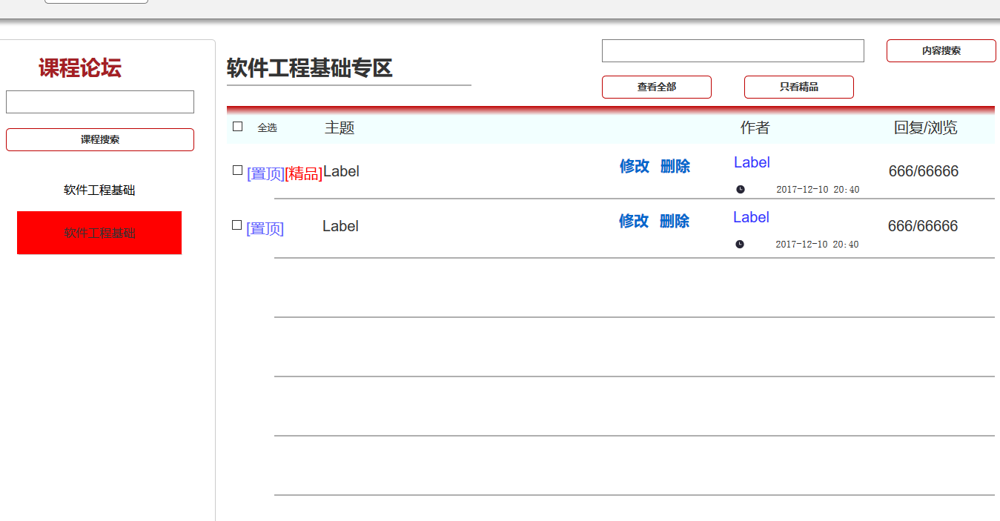 课程论坛
课程搜索
软件工程基础
软件工程基础
软件工程基础专区
内容搜索
查看全部 只看精品
全选 主题 作者 回复/浏览
[置顶][精品]Label 修改 删除 Label 666/66666
2017-12-10 20:40
[置顶] Label 修改 删除 Label 666/66666
2017-12-10 20:40